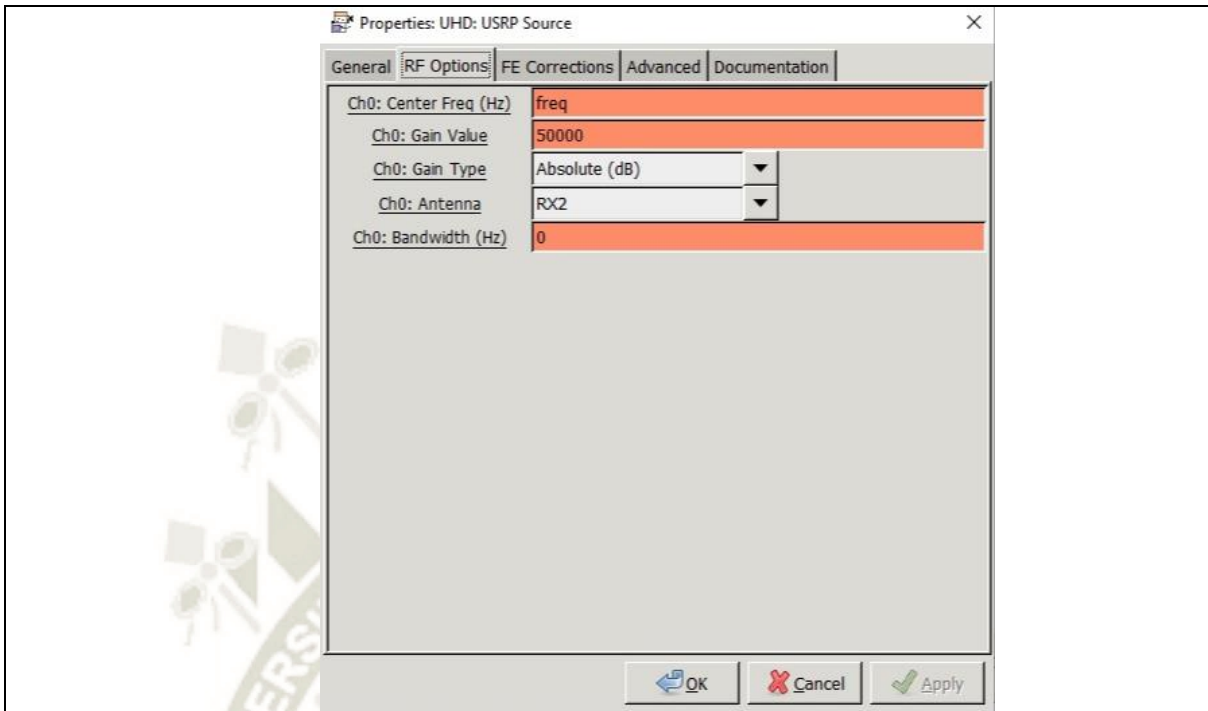 Properties: UHD: USRP Source
General RF Options FE Corrections Advanced Documentation
Ch0: Center Freq (Hz) freq
Ch0: Gain Value 50000
Ch0: Gain Type Absolute (dB)
Ch0: Antenna RX2
Ch0: Bandwidth (Hz) 0
OK Cancel Apply
ERSI